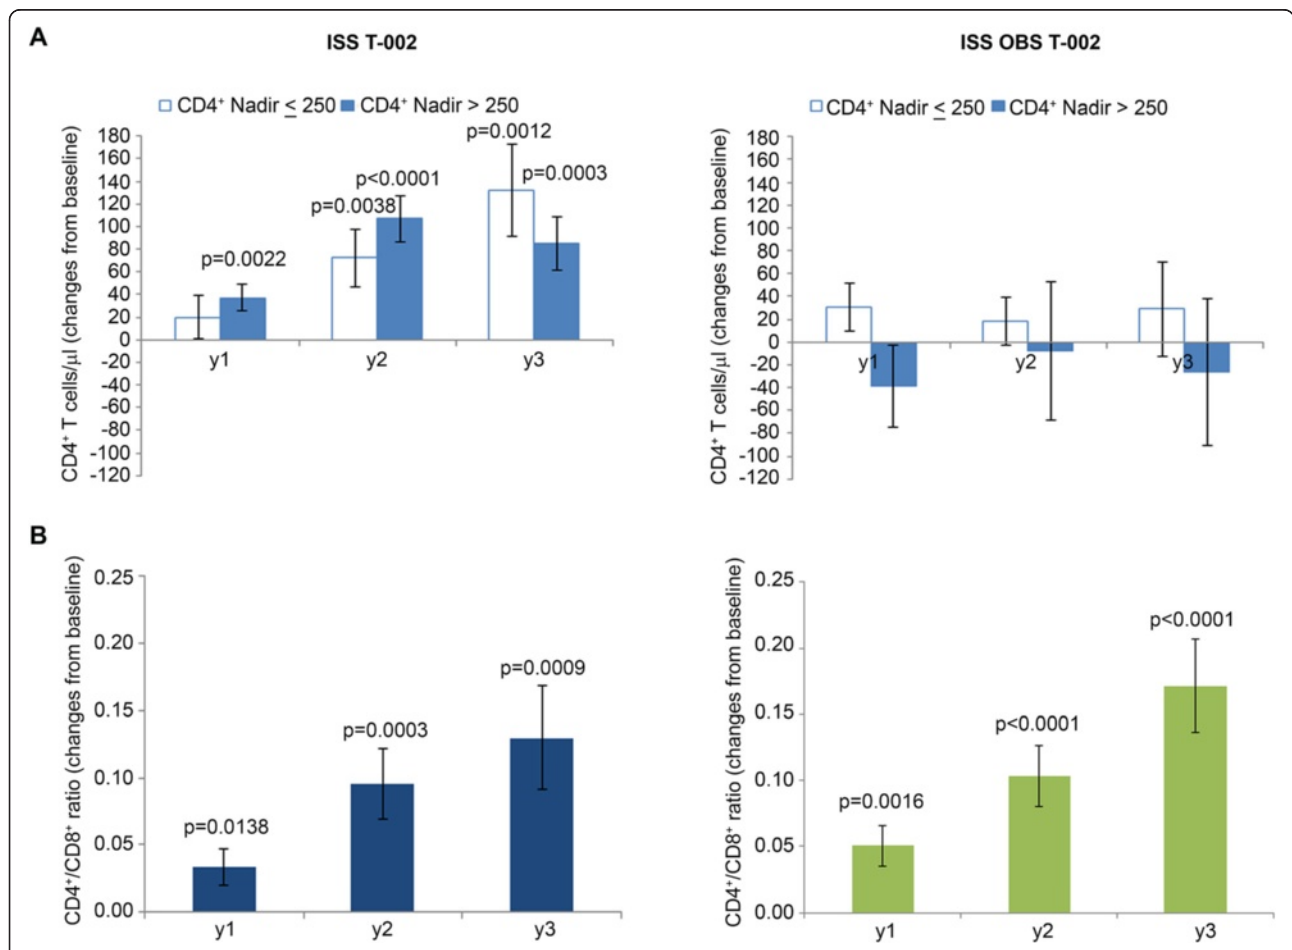 A
ISS T-002
ISS OBS T-002
CD4⁺ Nadir ≤ 250
CD4⁺ Nadir > 250
CD4⁺ T cells/µl (changes from baseline)
180
160
140
120
100
80
60
40
20
0
-20
-40
-60
-80
-100
-120
p=0.0022
p=0.0038
p<0.0001
p=0.0012
p=0.0003
y1
y2
y3
CD4⁺ Nadir ≤ 250
CD4⁺ Nadir > 250
CD4⁺ T cells/µl (changes from baseline)
180
160
140
120
100
80
60
40
20
0
-20
-40
-60
-80
-100
-120
y1
y2
y3
B
CD4⁺/CD8⁺ ratio (changes from baseline)
0.25
0.20
0.15
0.10
0.05
0.00
p=0.0138
p=0.0003
p=0.0009
y1
y2
y3
CD4⁺/CD8⁺ ratio (changes from baseline)
0.25
0.20
0.15
0.10
0.05
0.00
p=0.0016
p<0.0001
p<0.0001
y1
y2
y3